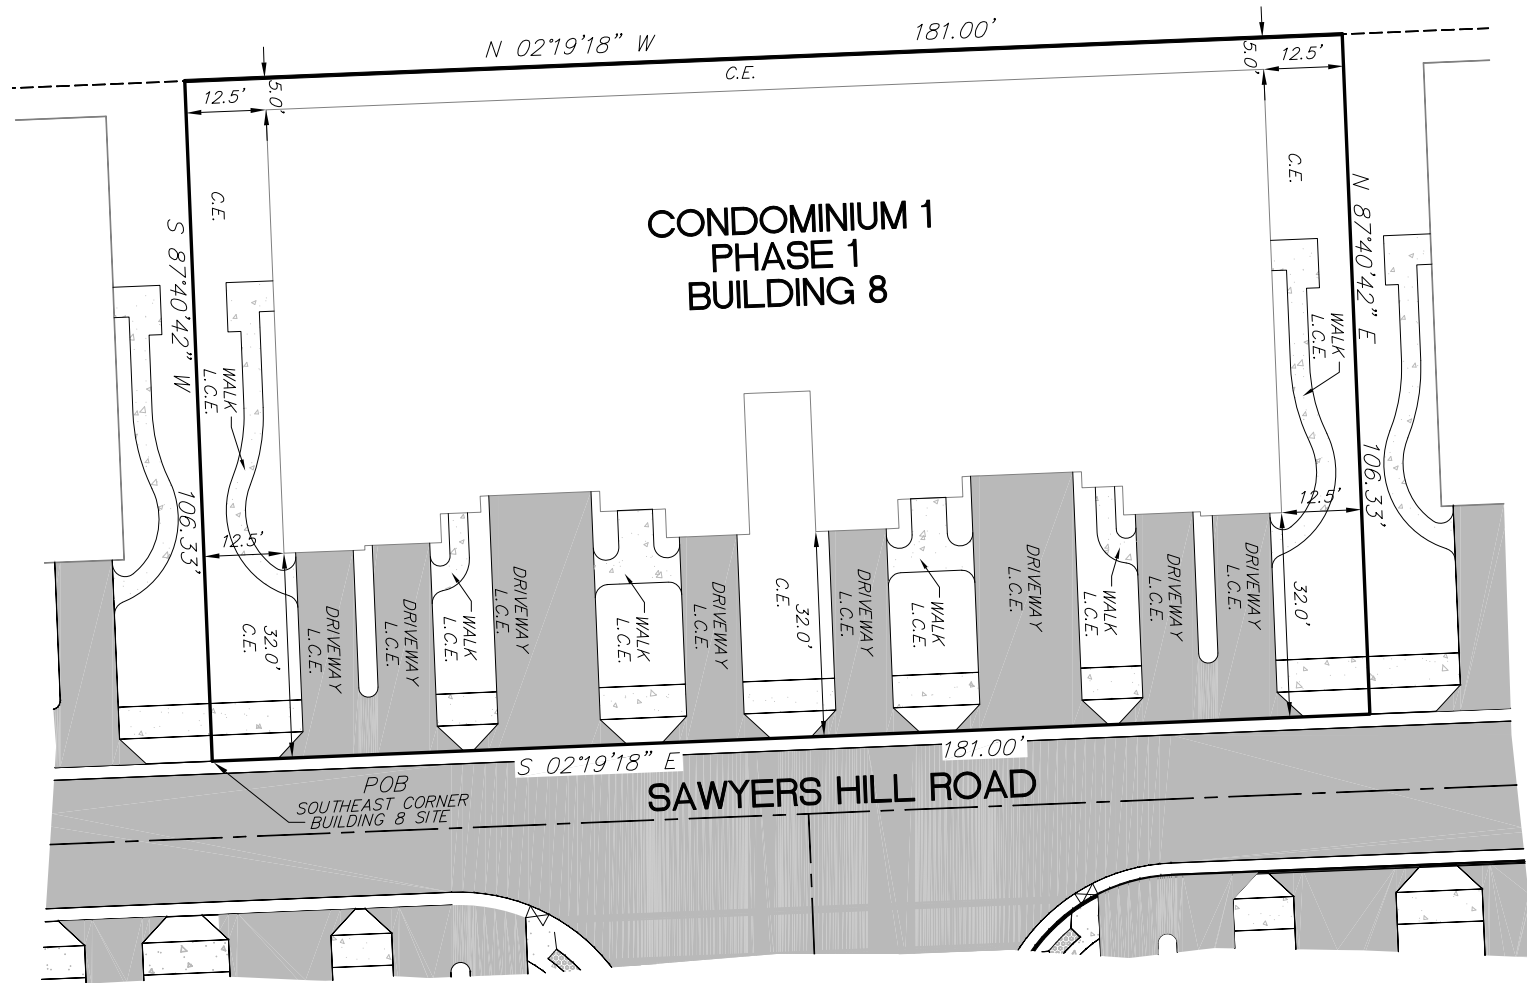 N 02°19'18" W
181.00'
C.E.
12.5'
5.0'
5.0'
12.5'
C.E.
C.E.
S 87°40'42" W
N 87°40'42" E
CONDOMINIUM 1
PHASE 1
BUILDING 8
WALK
L.C.E.
WALK
L.C.E.
106.33'
106.33'
12.5'
12.5'
32.0'
C.E.
DRIVEWAY
L.C.E.
DRIVEWAY
L.C.E.
WALK
L.C.E.
DRIVEWAY
L.C.E.
WALK
L.C.E.
DRIVEWAY
L.C.E.
C.E.
32.0'
DRIVEWAY
L.C.E.
WALK
L.C.E.
DRIVEWAY
L.C.E.
WALK
L.C.E.
DRIVEWAY
L.C.E.
DRIVEWAY
L.C.E.
32.0'
S 02°19'18" E
181.00'
POB
SOUTHEAST CORNER
BUILDING 8 SITE
SAWYERS HILL ROAD